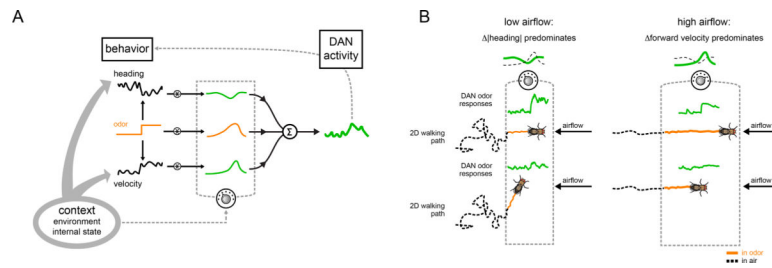 A
behavior
DAN
activity
heading
odor
velocity
Σ
context
environment
internal state
B
low airflow:
Δ|heading| predominates
high airflow:
Δforward velocity predominates
DAN odor
responses
airflow
airflow
2D walking
path
DAN odor
responses
airflow
airflow
2D walking
path
in odor
in air